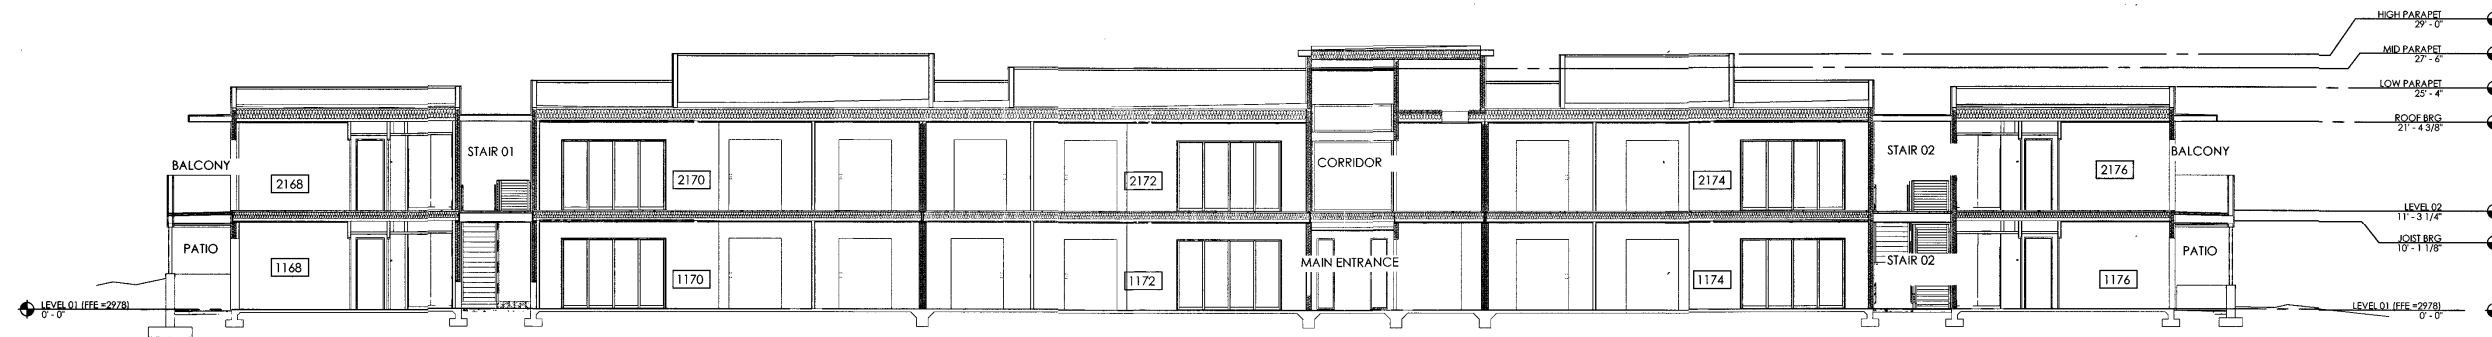 HIGH PARAPET
29' - 0"
MID PARAPET
27' - 6"
LOW PARAPET
25' - 4"
ROOF BRG
21' - 4 3/8"
BALCONY
STAIR 01
CORRIDOR
STAIR 02
BALCONY
2168
2170
2172
2174
2176
LEVEL 02
11' - 3 1/4"
JOIST BRG
10' - 1 1/8"
PATIO
MAIN ENTRANCE
STAIR 02
PATIO
1168
1170
1172
1174
1176
LEVEL 01 (FFE =2978)
0' - 0"
LEVEL 01 (FFE =2978)
0' - 0"